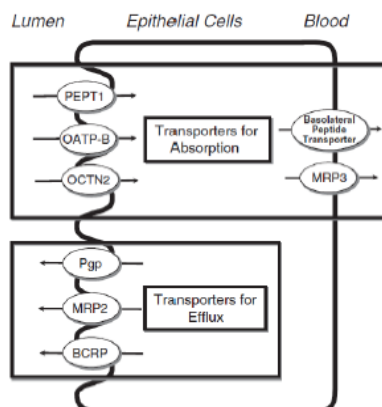 Lumen Epithelial Cells Blood
PEPT1
OATP-B
OCTN2
Transporters for
Absorption
Basolateral
Peptide
Transporter
MRP3
Pgp
MRP2
BCRP
Transporters for
Efflux